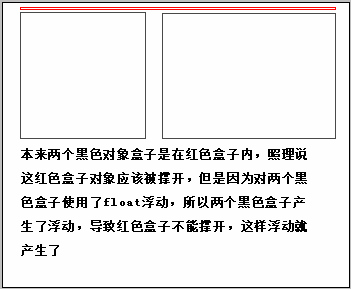 本来两个黑色对象盒子是在红色盒子内，照理说
这红色盒子对象应该被撑开，但是因为对两个黑
色盒子使用了float浮动，所以两个黑色盒子产
生了浮动，导致红色盒子不能撑开，这样浮动就
产生了